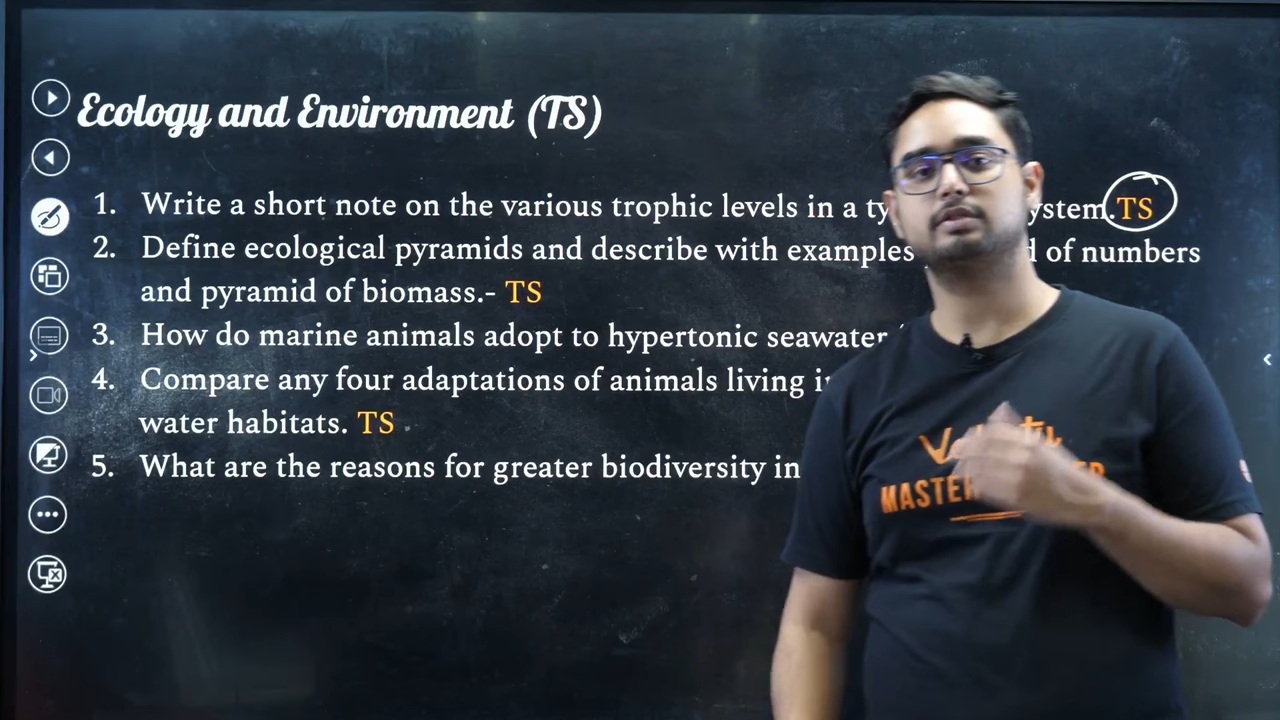 Ecology and Environment (TS)
1. Write a short note on the various trophic levels in a ty ystem.TS
2. Define ecological pyramids and describe with examples d of numbers
and pyramid of biomass.- TS
3. How do marine animals adopt to hypertonic seawater
4. Compare any four adaptations of animals living i
water habitats. TS
5. What are the reasons for greater biodiversity in
MASTER